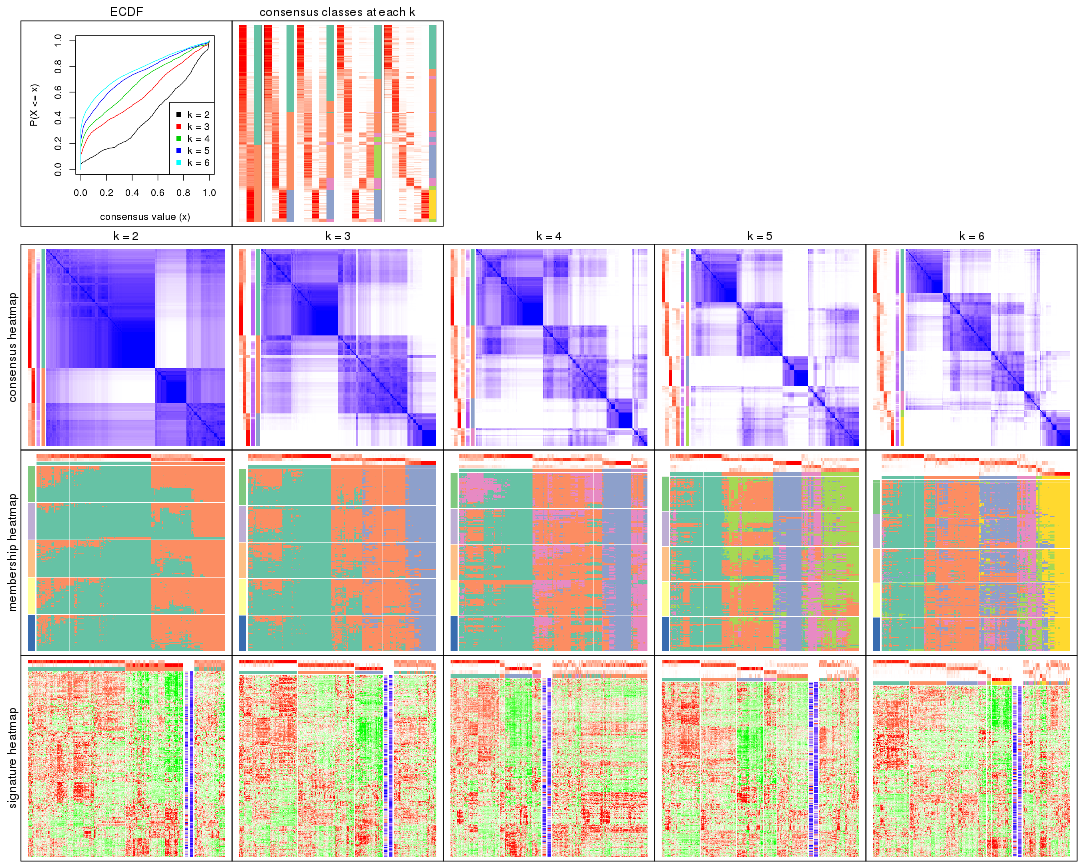 ECDF
consensus classes at each k
P(X <= x)
0.0
0.2
0.4
0.6
0.8
1.0
k = 2
k = 3
k = 4
k = 5
k = 6
0.0 0.2 0.4 0.6 0.8 1.0
consensus value (x)
k = 2
k = 3
k = 4
k = 5
k = 6
consensus heatmap
membership heatmap
signature heatmap